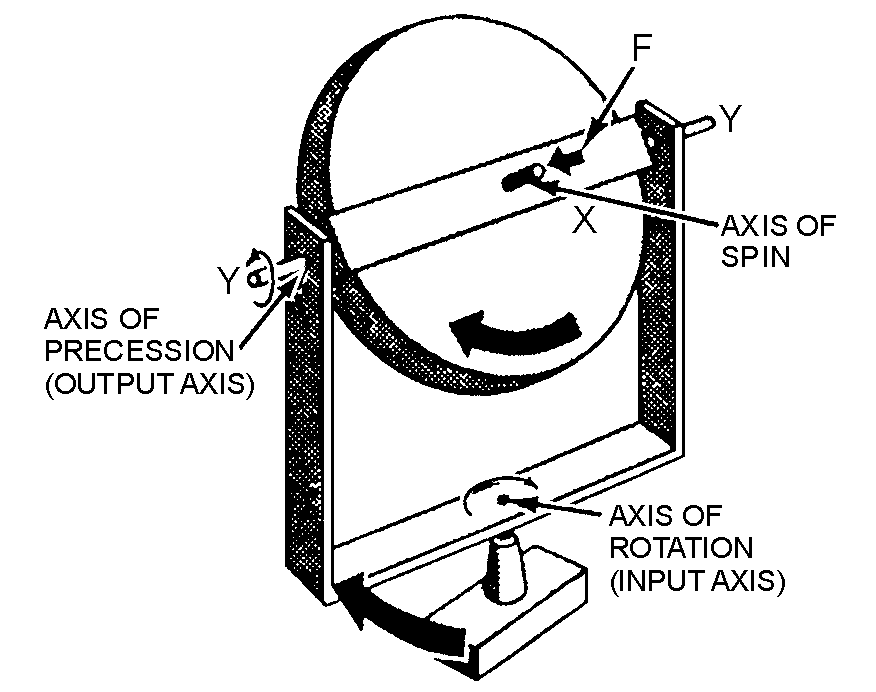 F
Y
X
AXIS OF
SPIN
Y
AXIS OF
PRECESSION
(OUTPUT AXIS)
AXIS OF
ROTATION
(INPUT AXIS)